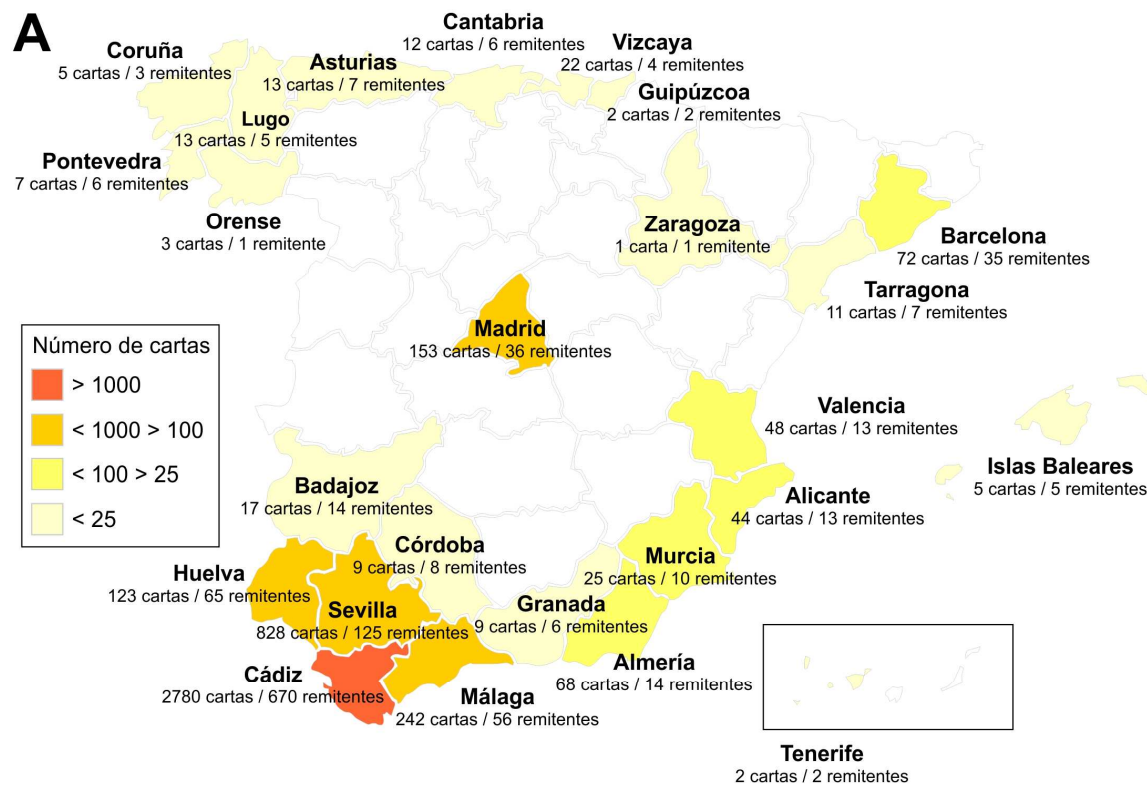 A
Cantabria
12 cartas / 6 remitentes
Coruña
5 cartas / 3 remitentes
Asturias
13 cartas / 7 remitentes
Vizcaya
22 cartas / 4 remitentes
Guipúzcoa
2 cartas / 2 remitentes
Lugo
13 cartas / 5 remitentes
Pontevedra
7 cartas / 6 remitentes
Orense
3 cartas / 1 remitente
Zaragoza
1 carta / 1 remitente
Barcelona
72 cartas / 35 remitentes
Tarragona
11 cartas / 7 remitentes
Madrid
153 cartas / 36 remitentes
Número de cartas
> 1000
< 1000 > 100
< 100 > 25
< 25
Valencia
48 cartas / 13 remitentes
Islas Baleares
5 cartas / 5 remitentes
Alicante
44 cartas / 13 remitentes
Badajoz
17 cartas / 14 remitentes
Córdoba
9 cartas / 8 remitentes
Murcia
25 cartas / 10 remitentes
Huelva
123 cartas / 65 remitentes
Sevilla
828 cartas / 125 remitentes
Granada
9 cartas / 6 remitentes
Almería
68 cartas / 14 remitentes
Cádiz
2780 cartas / 670 remitentes
Málaga
242 cartas / 56 remitentes
Tenerife
2 cartas / 2 remitentes